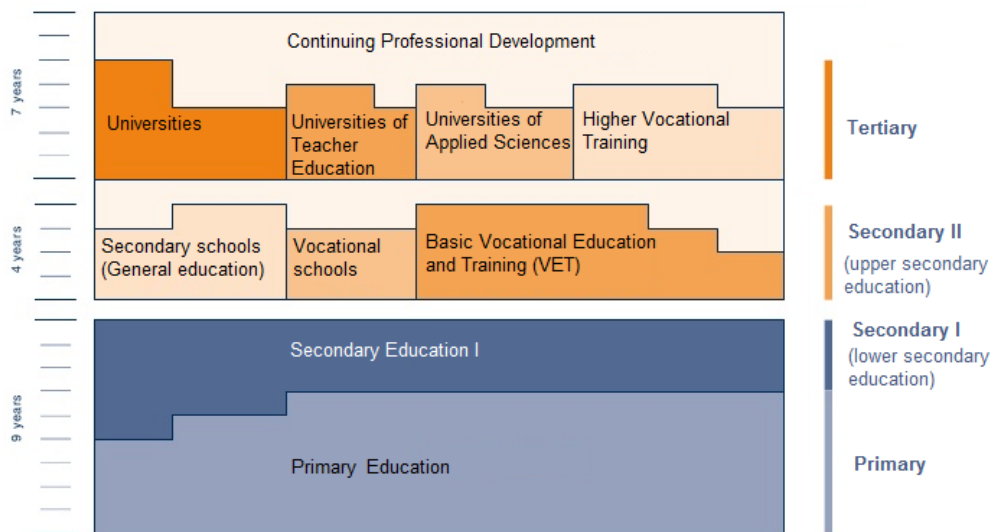 Continuing Professional Development
7 years
Universities
Universities of
Teacher
Education
Universities of
Applied Sciences
Higher Vocational
Training
Tertiary
4 years
Secondary schools
(General education)
Vocational
schools
Basic Vocational Education
and Training (VET)
Secondary II
(upper secondary
education)
9 years
Secondary Education I
Secondary I
(lower secondary
education)
Primary Education
Primary